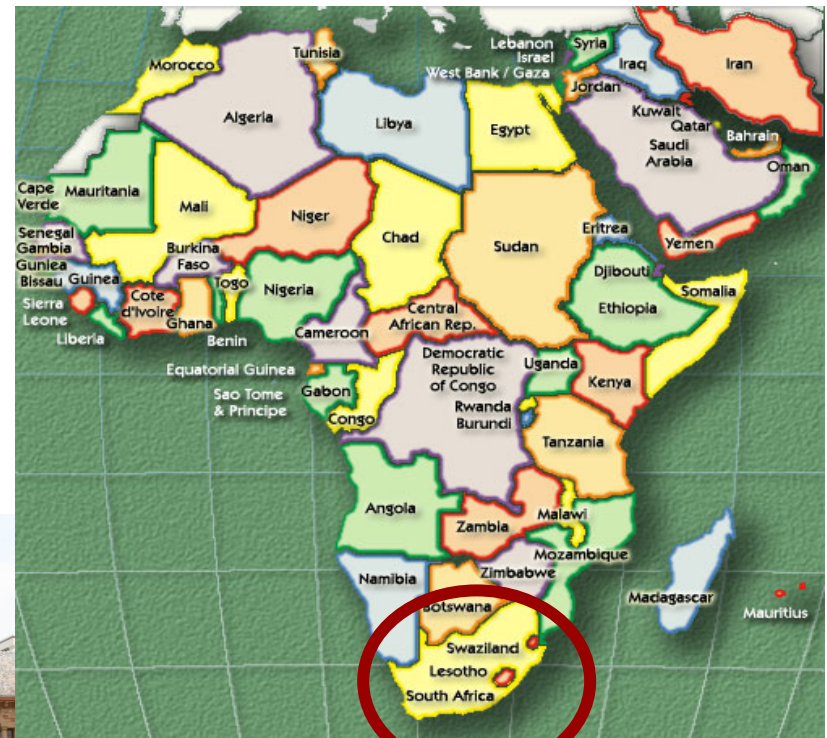 Morocco
Tunisia
Lebanon
Israel
West Bank / Gaza
Syria
Iraq
Iran
Jordan
Algeria
Libya
Egypt
Kuwait
Qatar
Bahrain
Saudi
Arabia
Oman
Cape
Verde
Mauritania
Mali
Niger
Chad
Sudan
Eritrea
Yemen
Senegal
Gambia
Guniea
Bissau
Guinea
Burkina
Faso
Togo
Nigeria
Djibouti
Somalia
Ethiopia
Sierra
Leone
Liberia
Cote
d'Ivoire
Ghana
Benin
Cameroon
Central
African Rep.
Equatorial Guinea
Sao Tome
& Principe
Gabon
Congo
Democratic
Republic
of Congo
Uganda
Kenya
Rwanda
Burundi
Tanzania
Angola
Zambia
Malawi
Mozambique
Namibia
Zimbabwe
Botswana
Madagascar
Mauritius
Swaziland
Lesotho
South Africa